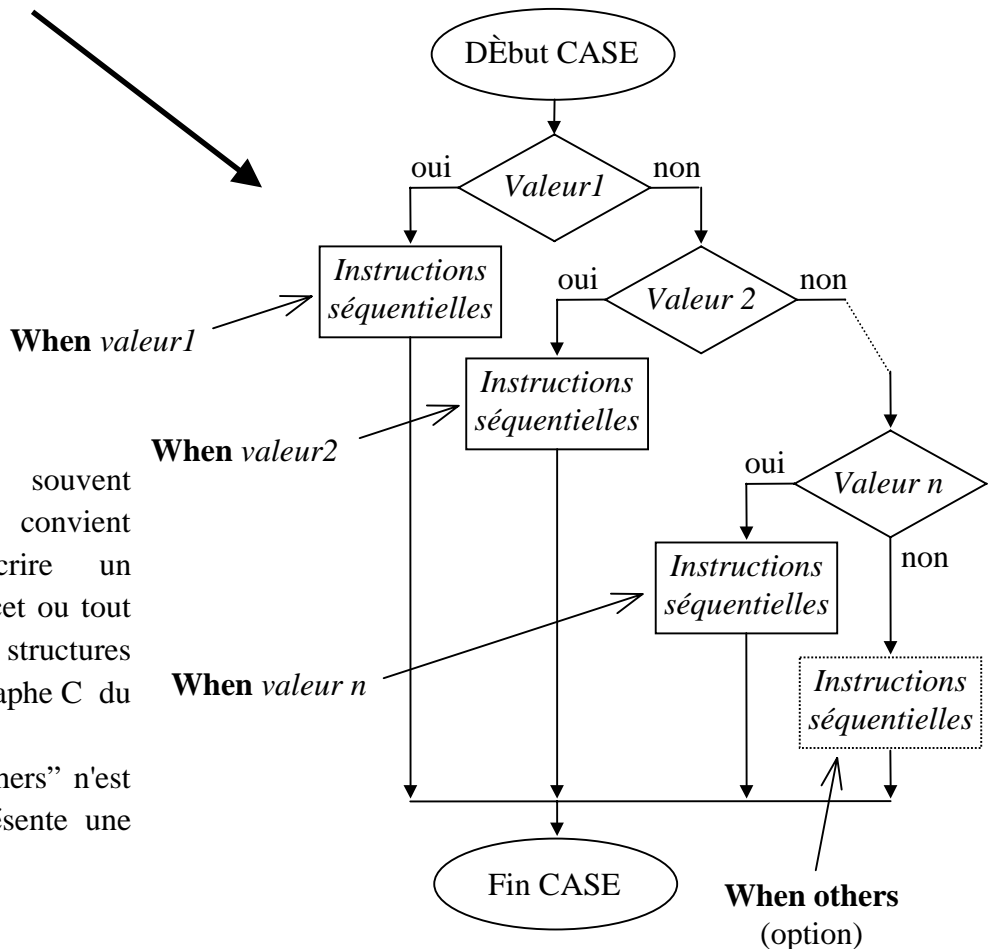 DÈbut CASE
oui
Valeur1
non
Instructions
séquentielles
oui
Valeur 2
non
When valeur1
Instructions
séquentielles
When valeur2
oui
Valeur n
souvent
convient
crire un
cet ou tout
structures
aphe C du
non
Instructions
séquentielles
When valeur n
Instructions
séquentielles
hers” n'est
ésente une
Fin CASE
When others
(option)